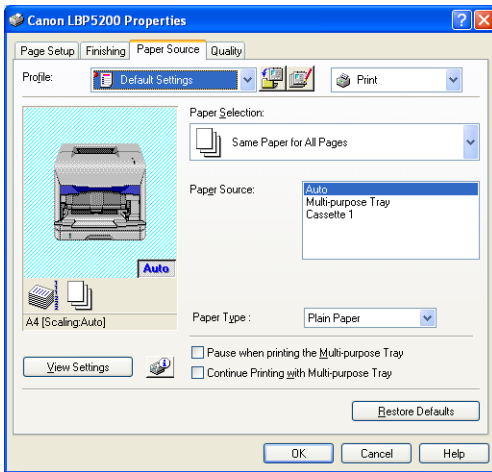 Canon LBP5200 Properties
Page Setup Finishing Paper Source Quality
Profile: Default Settings Print
Paper Selection:
Same Paper for All Pages
Paper Source: Auto
Multi-purpose Tray
Cassette 1
Auto
A4 [Scaling:Auto]
Paper Type : Plain Paper
View Settings
Pause when printing the Multi-purpose Tray
Continue Printing with Multi-purpose Tray
Restore Defaults
OK Cancel Help